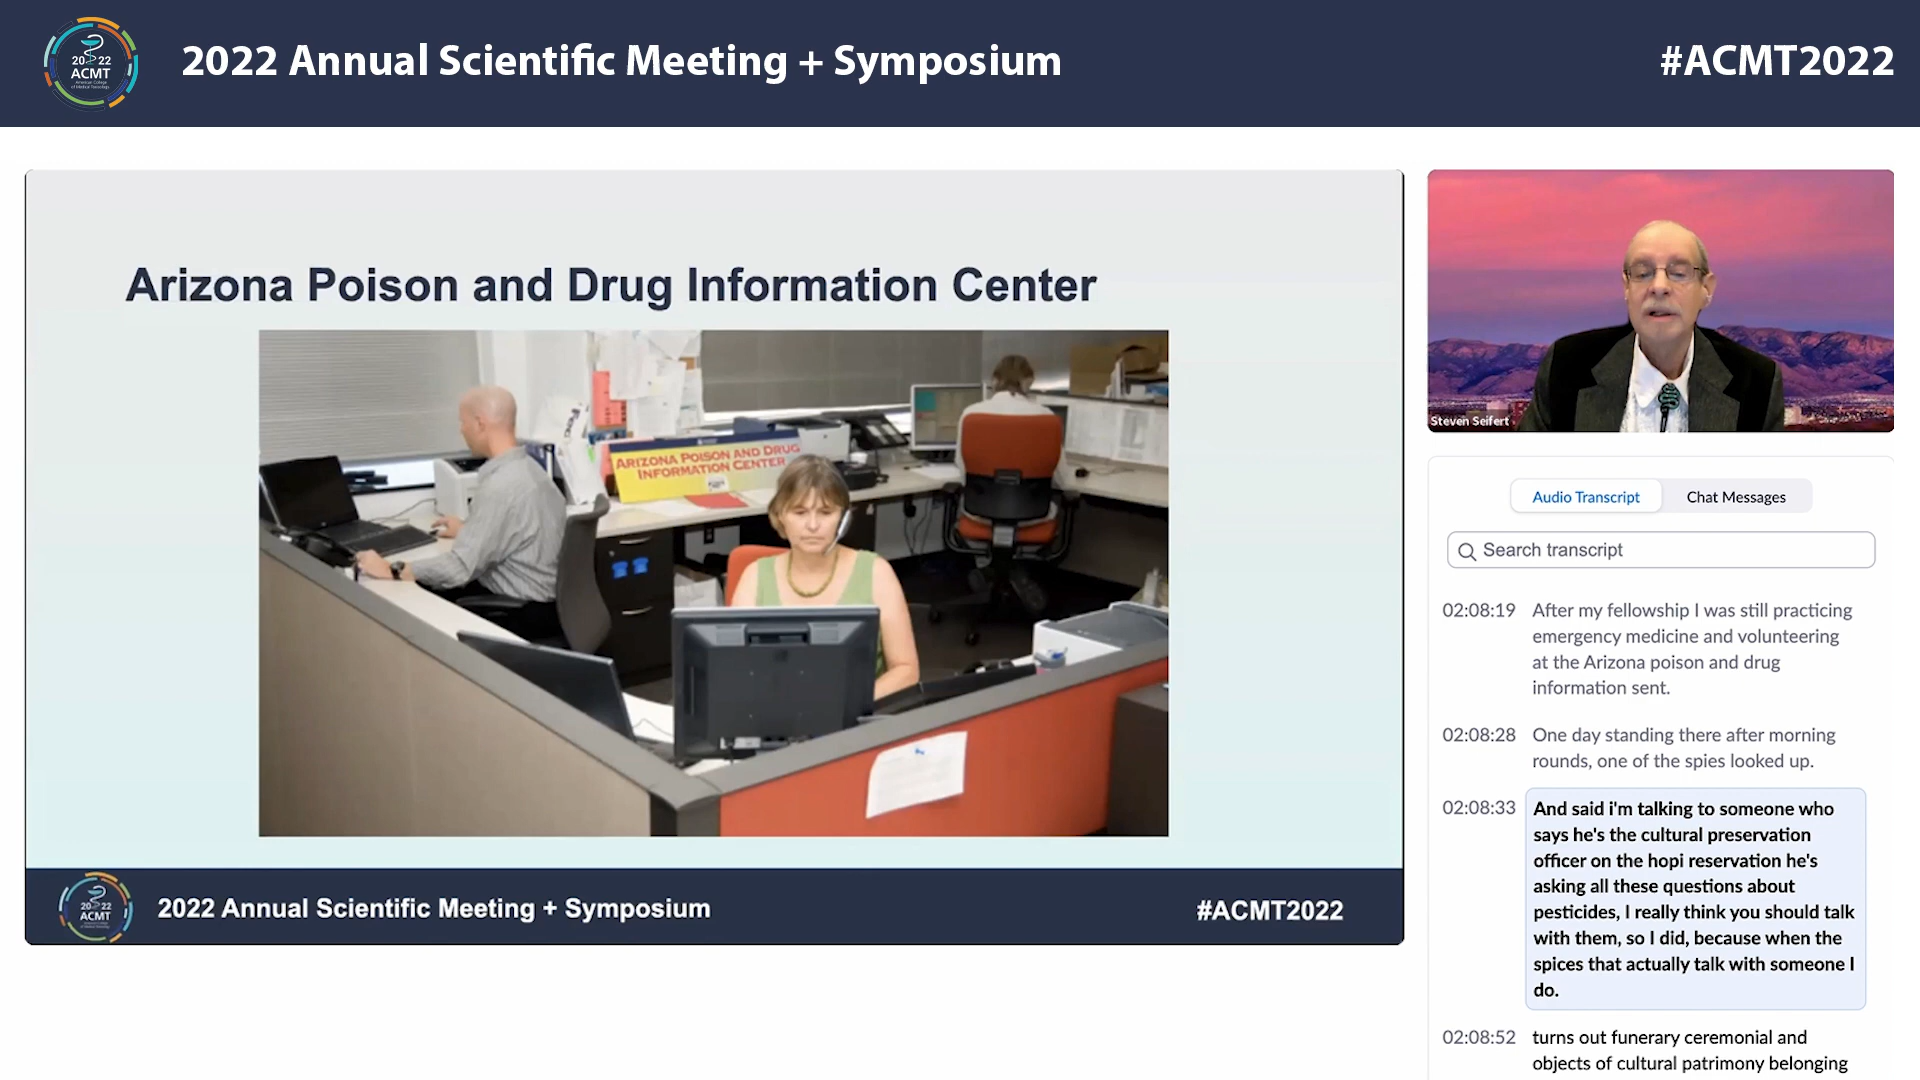 20 22
ACMT
American College
of Medical Toxicology
2022 Annual Scientific Meeting + Symposium
#ACMT2022
Arizona Poison and Drug Information Center
ARIZONA POISON AND DRUG
INFORMATION CENTER
20 22
ACMT
2022 Annual Scientific Meeting + Symposium
#ACMT2022
Steven Seifert
Audio Transcript
Chat Messages
Search transcript
02:08:19
After my fellowship I was still practicing
emergency medicine and volunteering
at the Arizona poison and drug
information sent.
02:08:28
One day standing there after morning
rounds, one of the spies looked up.
02:08:33
And said i'm talking to someone who
says he's the cultural preservation
officer on the hopi reservation he's
asking all these questions about
pesticides, I really think you should talk
with them, so I did, because when the
spices that actually talk with someone I
do.
02:08:52
turns out funerary ceremonial and
objects of cultural patrimony belonging